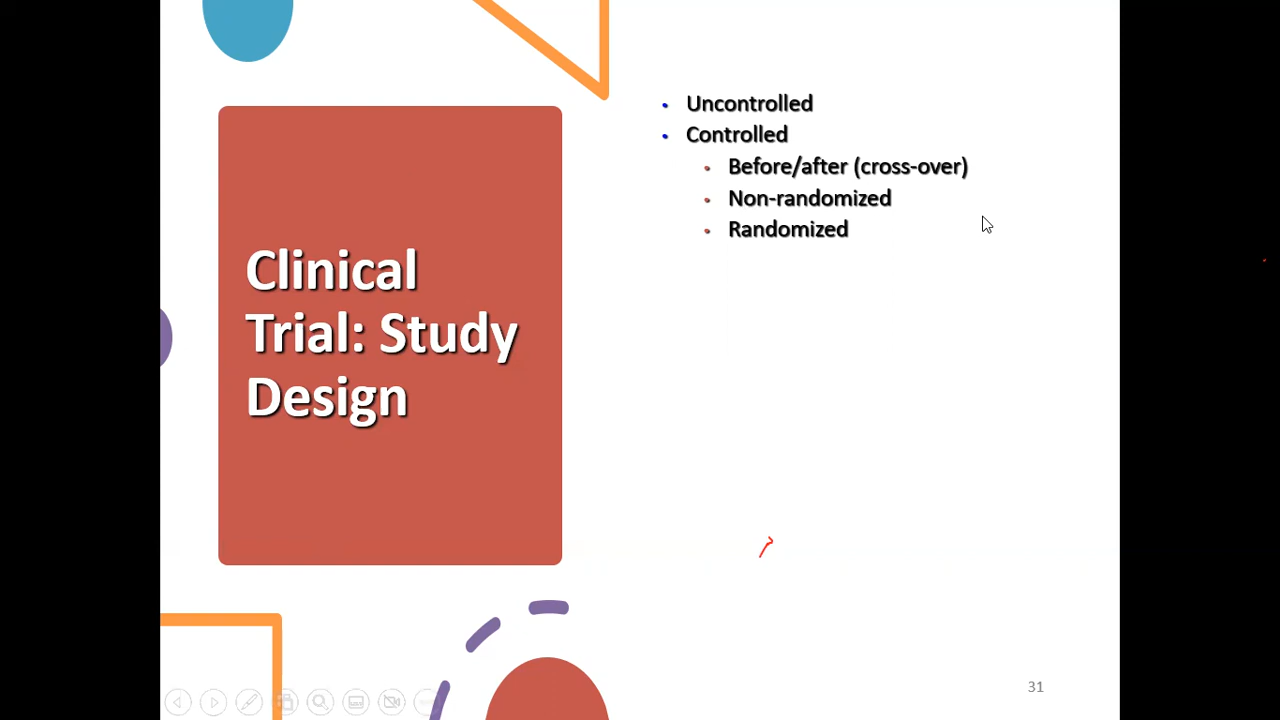 Clinical
Trial: Study
Design
• Uncontrolled
• Controlled
• Before/after (cross-over)
• Non-randomized
• Randomized
31